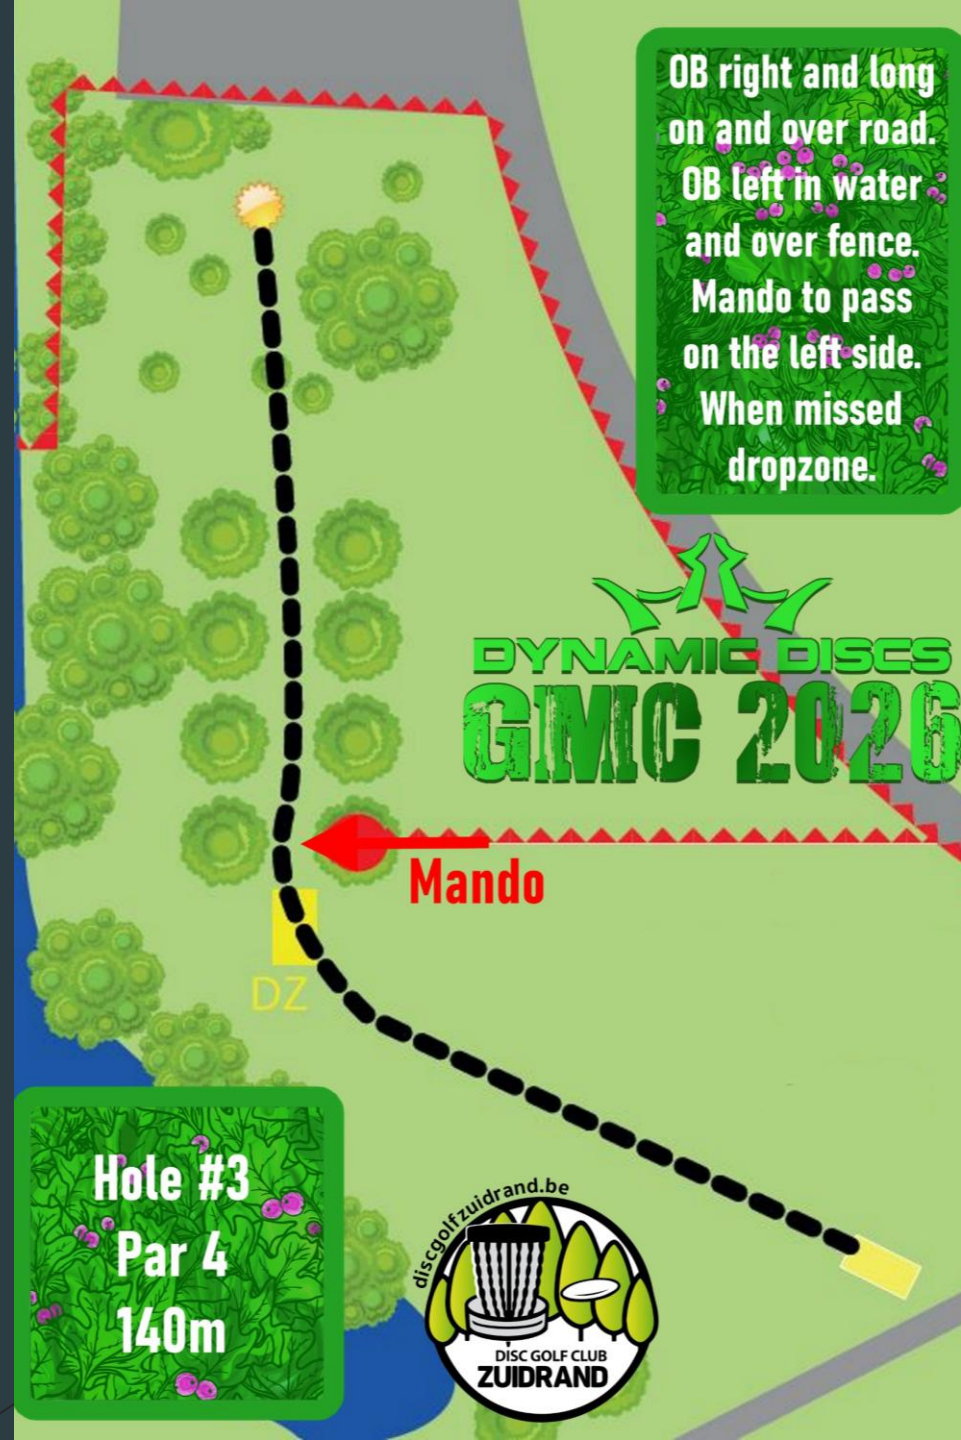 OB right and long
on and over road.
OB left in water
and over fence.
Mando to pass
on the left side.
When missed
dropzone.
DYNAMIC DISCS
GMC 2026
Mando
DZ
Hole #3
Par 4
140m
discgolfzuidrand.be
DISC GOLF CLUB
ZUIDRAND